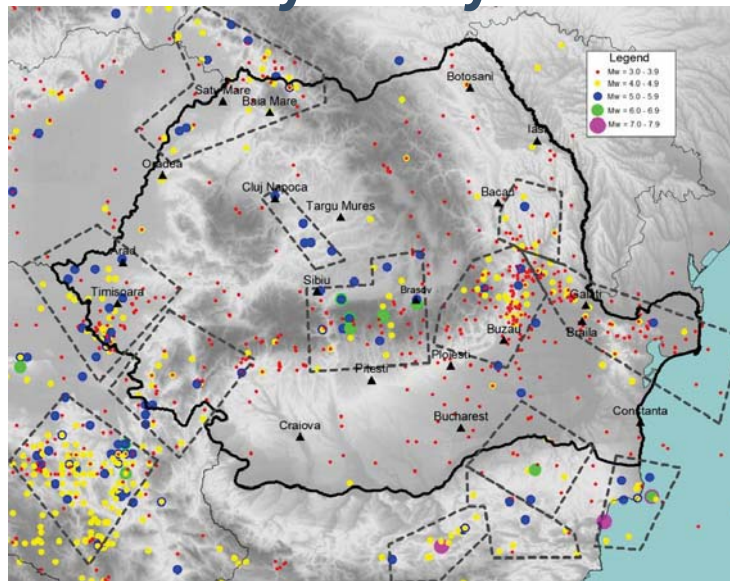 Legend
Mw = 3.0 - 3.9
Mw = 4.0 - 4.9
Mw = 5.0 - 5.9
Mw = 6.0 - 6.9
Mw = 7.0 - 7.9
Botosani
Satu Mare
Baia Mare
Iasi
Oradea
Cluj Napoca
Bacau
Targu Mures
Arad
Sibiu
Brasov
Timisoara
Galati
Braila
Buzau
Plojesti
Pitesti
Constanta
Craiova
Bucharest